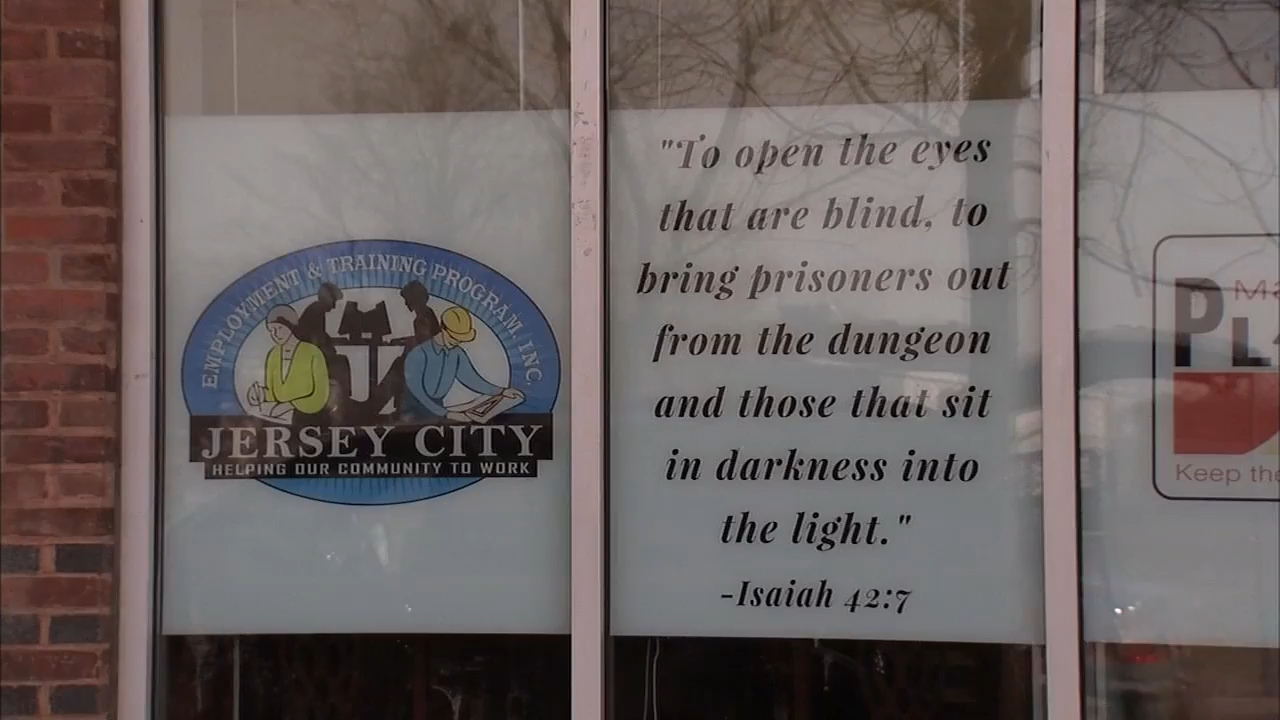 EMPLOYMENT & TRAINING PROGRAM, INC.
JERSEY CITY
HELPING OUR COMMUNITY TO WORK
"To open the eyes
that are blind, to
bring prisoners out
from the dungeon
and those that sit
in darkness into
the light."
-Isaiah 42:7
Keep the